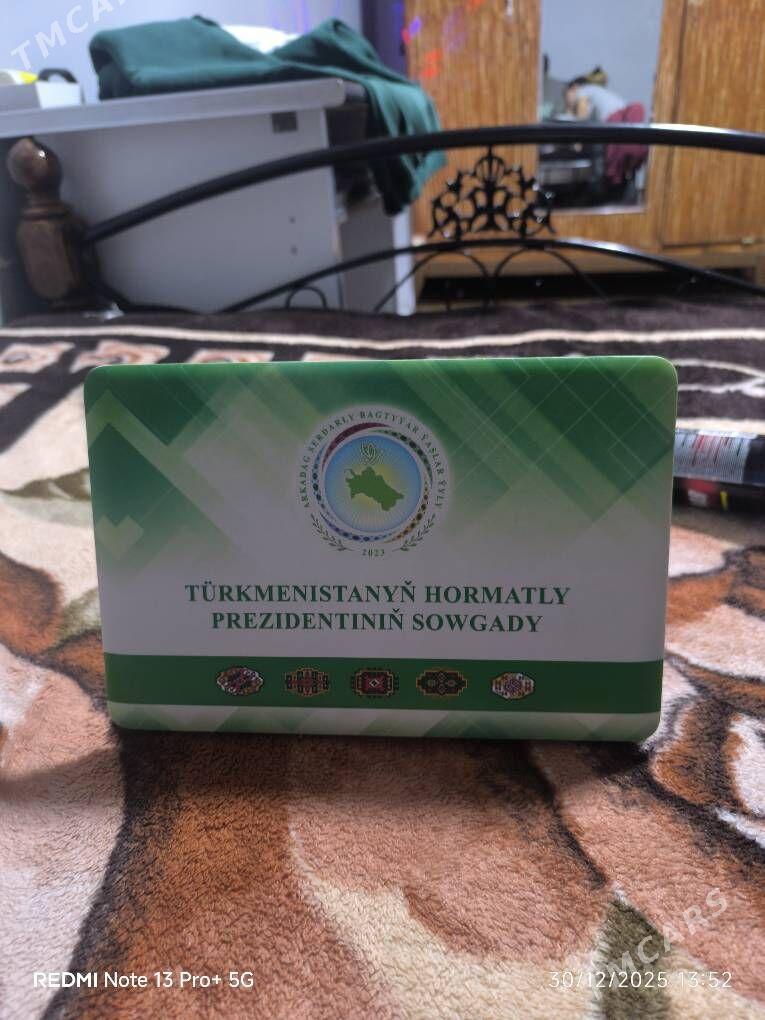 TMCARS
ARKADAG SERDARLY BAGTYÝAR ÝAŞLAR ÝYLY
2023
TÜRKMENISTANYŇ HORMATLY
PREZIDENTINIŇ SOWGADY
TMCARS
REDMI Note 13 Pro+ 5G
30/12/2025 13:52